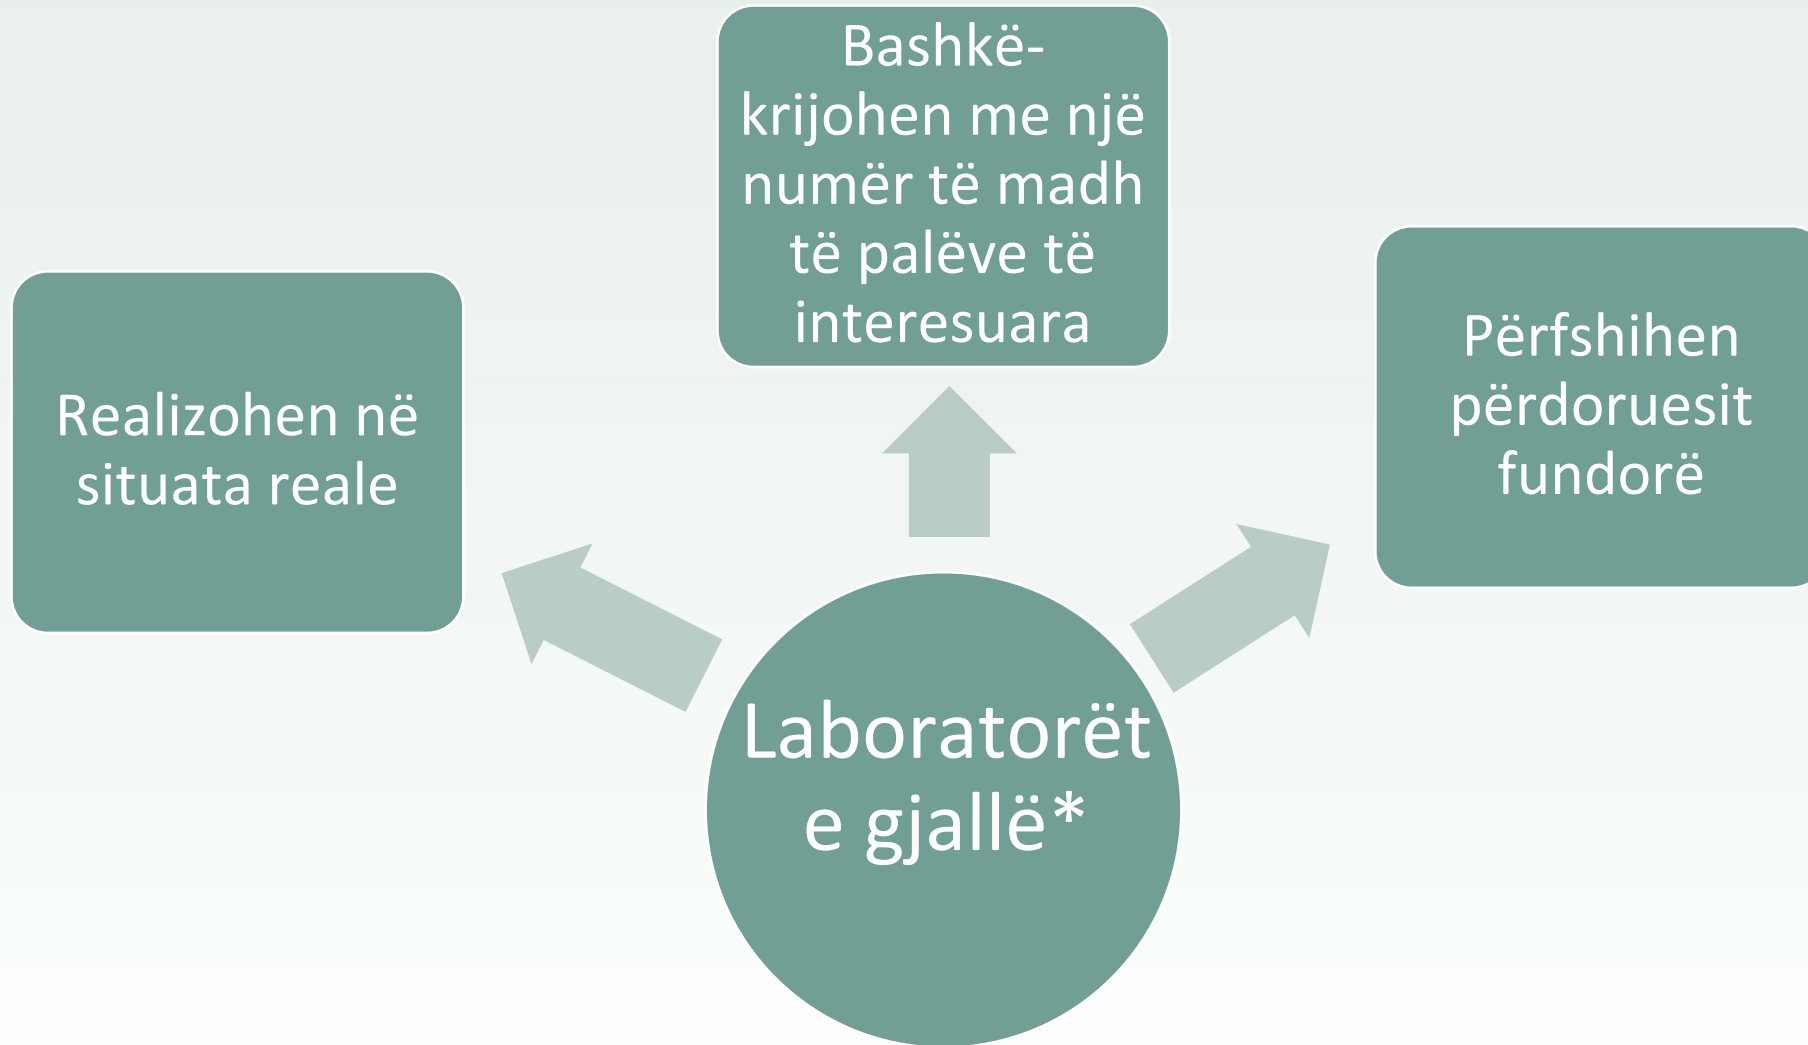 Bashkë-
krijohen me një
numër të madh
të palëve të
interesuara
Realizohen në
situata reale
Përfshihen
përdoruesit
fundorë
Laboratorët
e gjallë*